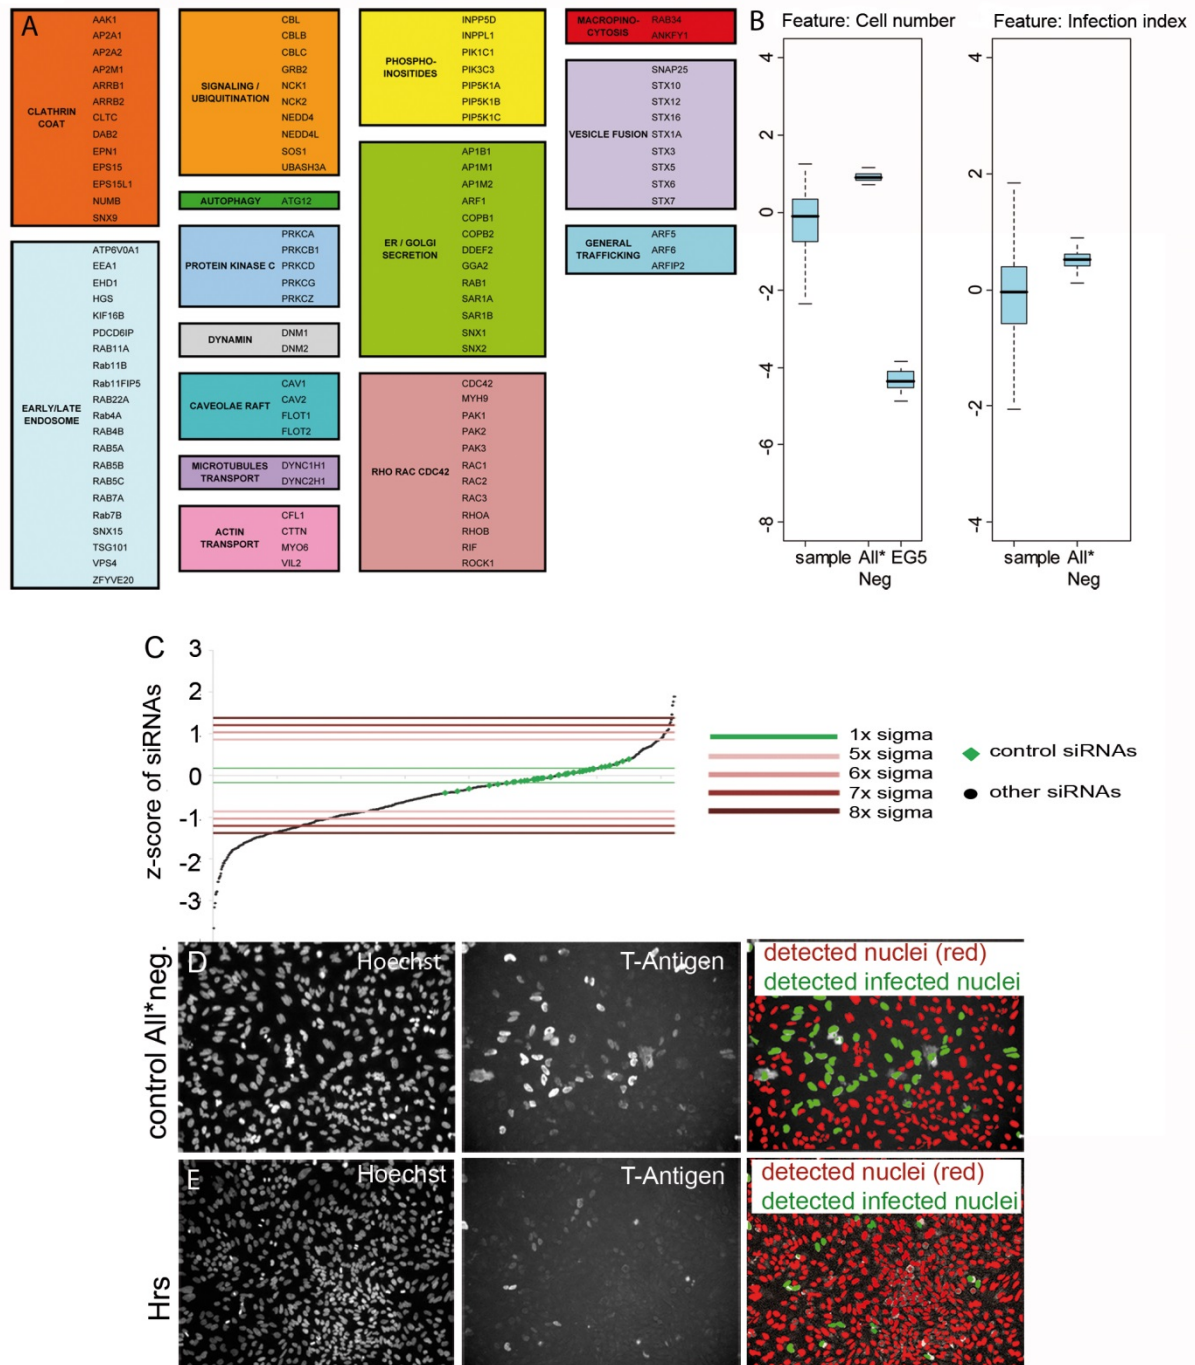 A
CLATHRIN
COAT
AAK1
AP2A1
AP2A2
AP2M1
ARRB1
ARRB2
CLTC
DAB2
EPN1
EPS15
EPS15L1
NUMB
SNX9
EARLY/LATE
ENDOSOME
ATP6V0A1
EEA1
EHD1
HGS
KIF16B
PDCD6IP
RAB11A
Rab11B
Rab11FIP5
RAB22A
Rab4A
RAB4B
RAB5A
RAB5B
RAB5C
RAB7A
Rab7B
SNX15
TSG101
VPS4
ZFYVE20
SIGNALING /
UBIQUITINATION
CBL
CBLB
CBLC
GRB2
NCK1
NCK2
NEDD4
NEDD4L
SOS1
UBASH3A
AUTOPHAGY ATG12
PROTEIN KINASE C
PRKCA
PRKCB1
PRKCD
PRKCG
PRKCZ
DYNAMIN
DNM1
DNM2
CAVEOLAE RAFT
CAV1
CAV2
FLOT1
FLOT2
MICROTUBULES
TRANSPORT
DYNC1H1
DYNC2H1
ACTIN
TRANSPORT
CFL1
CTTN
MYO6
VIL2
PHOSPHO-
INOSITIDES
INPP5D
INPPL1
PIK1C1
PIK3C3
PIP5K1A
PIP5K1B
PIP5K1C
ER / GOLGI
SECRETION
AP1B1
AP1M1
AP1M2
ARF1
COPB1
COPB2
DDEF2
GGA2
RAB1
SAR1A
SAR1B
SNX1
SNX2
RHO RAC CDC42
CDC42
MYH9
PAK1
PAK2
PAK3
RAC1
RAC2
RAC3
RHOA
RHOB
RIF
ROCK1
MACROPINO-
CYTOSIS
RAB34
ANKFY1
VESICLE FUSION
SNAP25
STX10
STX12
STX16
STX1A
STX3
STX5
STX6
STX7
GENERAL
TRAFFICKING
ARF5
ARF6
ARFIP2
B
Feature: Cell number
4
2
0
-2
-4
-6
-8
sample All* EG5
Neg
Feature: Infection index
4
2
0
-2
-4
sample All*
Neg
C
z-score of siRNAs
3
2
1
0
-1
-2
-3
1x sigma
5x sigma
6x sigma
7x sigma
8x sigma
control siRNAs
other siRNAs
control All*neg.
D
Hoechst
T-Antigen
detected nuclei (red)
detected infected nuclei
Hrs
E
Hoechst
T-Antigen
detected nuclei (red)
detected infected nuclei